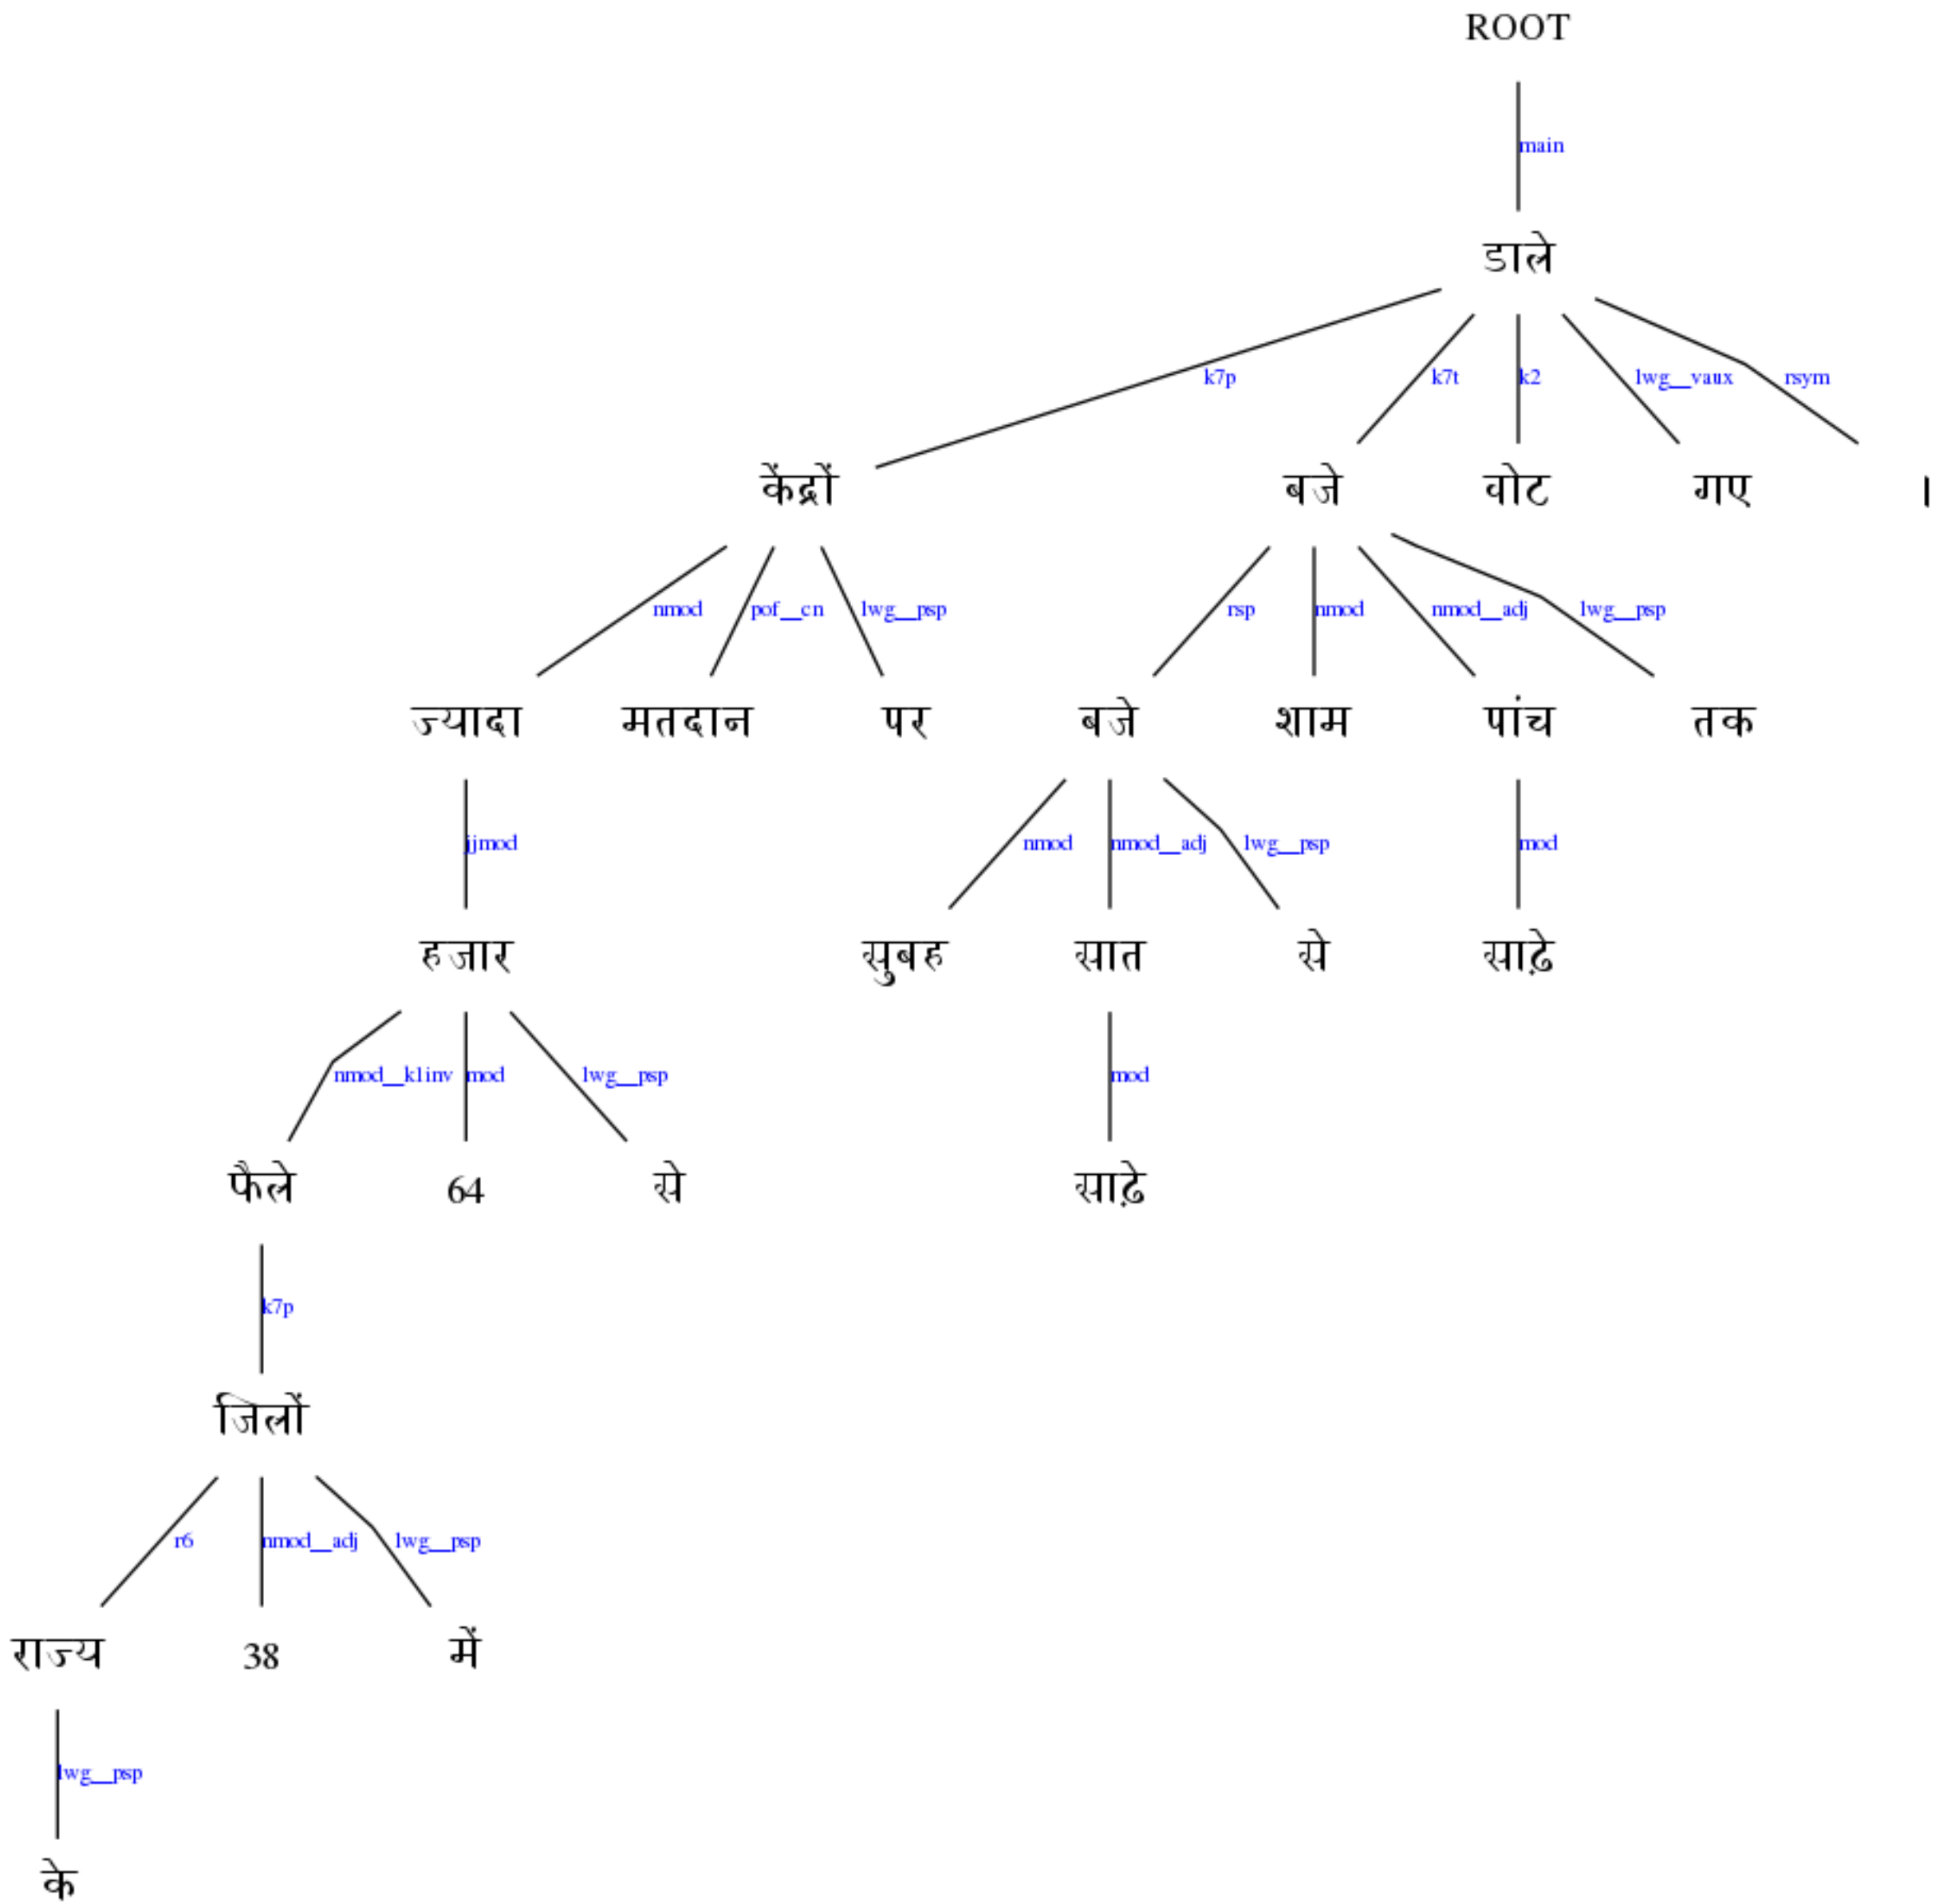 ROOT
main
डाले
k7p k7t k2 lwg__vaux rsym
केंद्रों बजे वोट गए ।
nmod pof__cn lwg__psp rsp nmod nmod__adj lwg__psp
ज्यादा मतदान पर बजे शाम पांच तक
jjmod nmod nmod__adj lwg__psp mod
हजार सुबह सात से साढ़े
nmod__k1inv mod lwg__psp mod
फैले 64 से साढ़े
k7p
जिलों
r6 nmod__adj lwg__psp
राज्य 38 में
lwg__psp
के